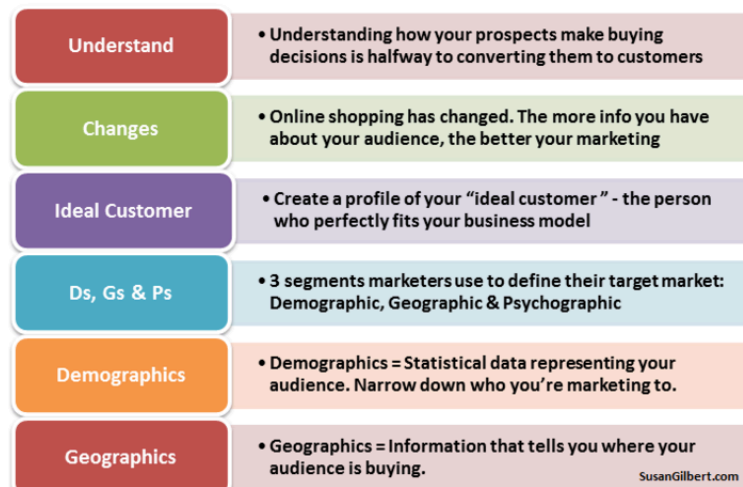 Understand
• Understanding how your prospects make buying
decisions is halfway to converting them to customers
Changes
• Online shopping has changed. The more info you have
about your audience, the better your marketing
Ideal Customer
• Create a profile of your “ideal customer ” - the person
who perfectly fits your business model
Ds, Gs & Ps
• 3 segments marketers use to define their target market:
Demographic, Geographic & Psychographic
Demographics
• Demographics = Statistical data representing your
audience. Narrow down who you’re marketing to.
Geographics
• Geographics = Information that tells you where your
audience is buying.
SusanGilbert.com